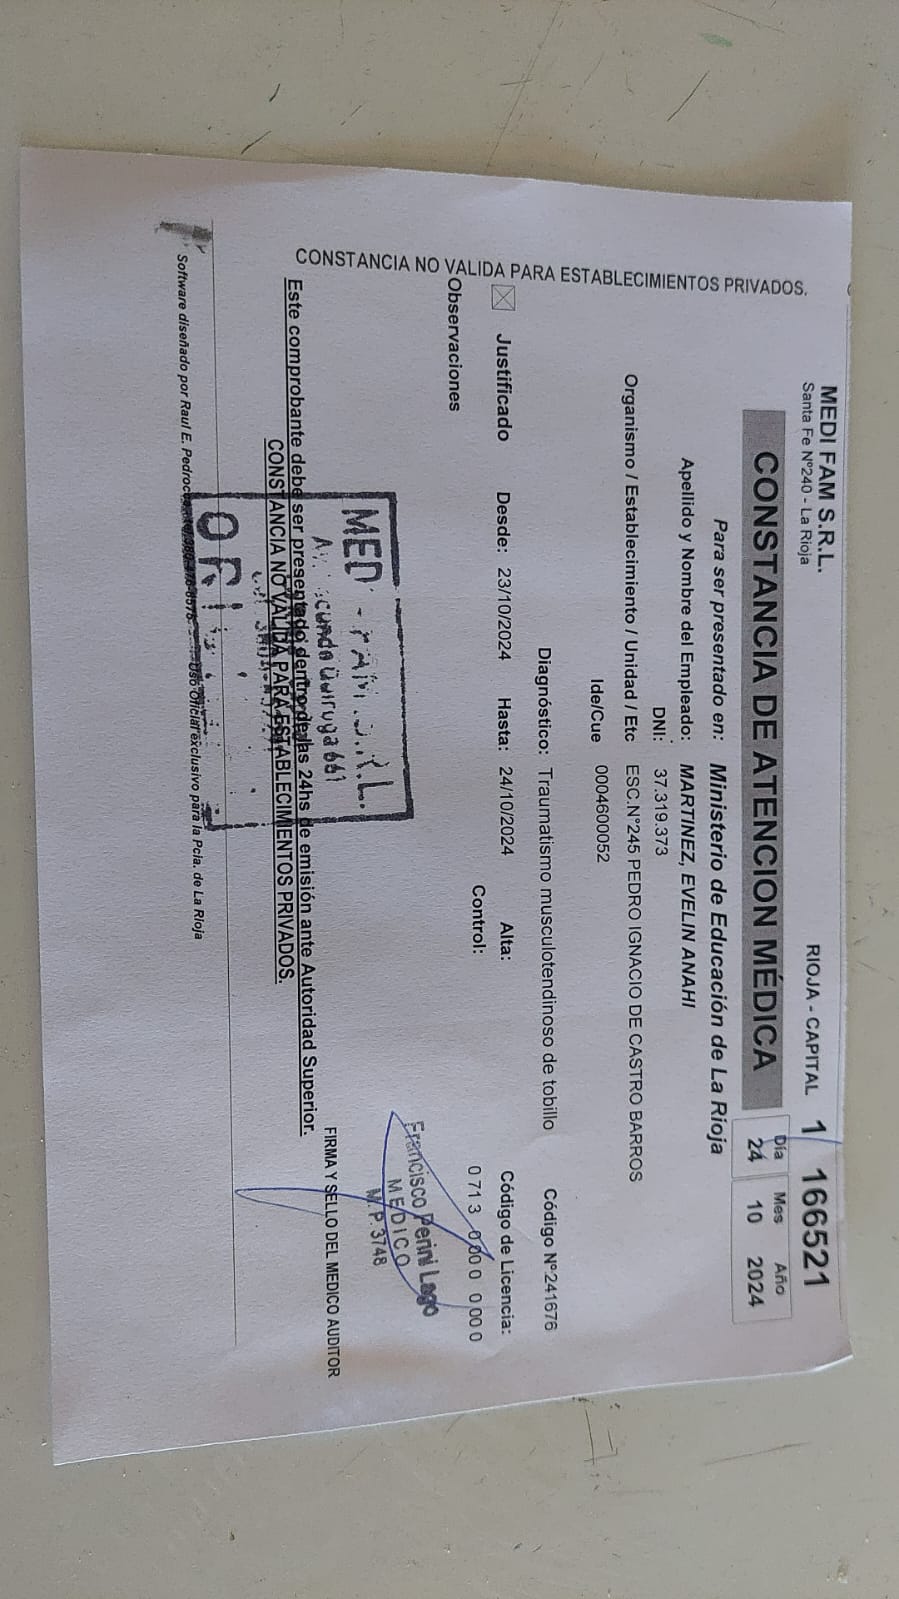 MEDI FAM S.R.L.
Santa Fe Nº240 - La Rioja
RIOJA - CAPITAL 1/ 166521
CONSTANCIA DE ATENCION MÉDICA
Día Mes Año
24 10 2024
Para ser presentado en: Ministerio de Educación de La Rioja
Apellido y Nombre del Empleado: MARTINEZ, EVELIN ANAHI
DNI: 37.319.373
Organismo / Establecimiento / Unidad / Etc ESC.N°245 PEDRO IGNACIO DE CASTRO BARROS
Ide/Cue 0004600052
Diagnóstico: Traumatismo musculotendinoso de tobillo Código Nº241676
Justificado Desde: 23/10/2024 Hasta: 24/10/2024 Alta: Código de Licencia:
Control: 0713 0000 0000
Observaciones
Francisco Perini Lago
MEDICO
M.P.3748
MED
S.R.L.
661
FIRMA Y SELLO DEL MEDICO AUDITOR
Este comprobante debe ser presentado dentro de las 24hs de emisión ante Autoridad Superior.
CONSTANCIA NO VALIDA PARA ESTABLECIMIENTOS PRIVADOS.
Software diseñado por Raul E. Uso Oficial exclusivo para la Pcia. de La Rioja
CONSTANCIA NO VALIDA PARA ESTABLECIMIENTOS PRIVADOS.